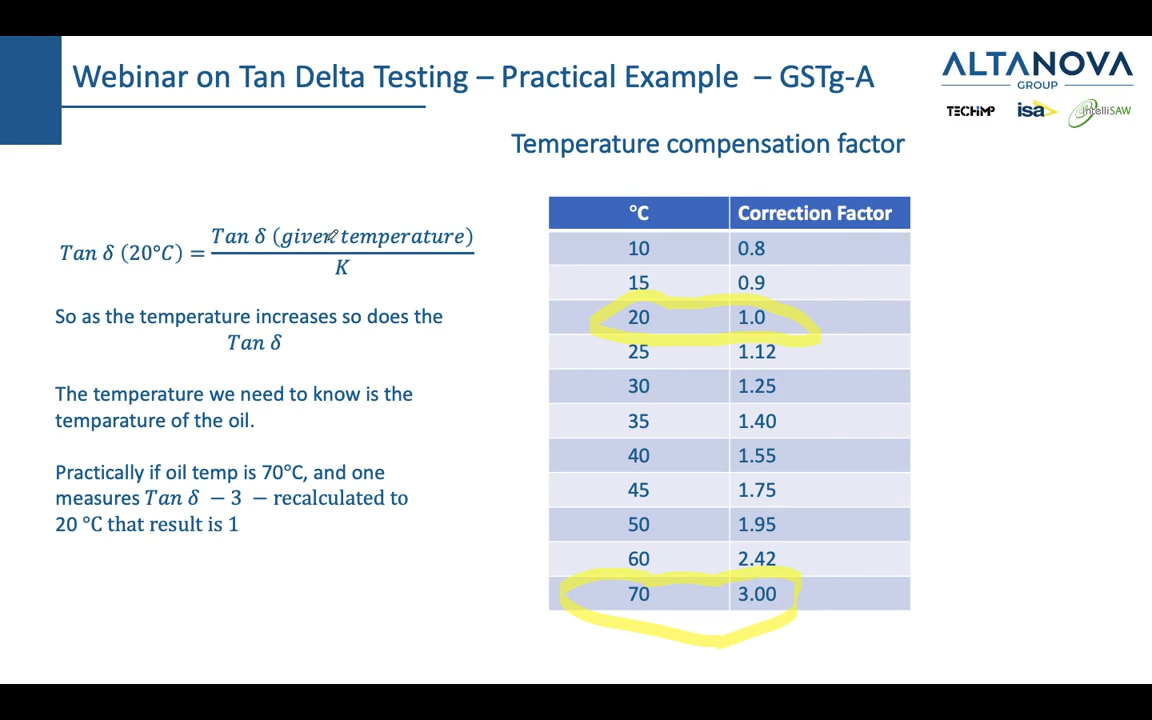 Webinar on Tan Delta Testing – Practical Example – GSTg-A
ALTANOVA
GROUP
TECHIMP isa intelliSAW
Temperature compensation factor
°C Correction Factor
Tan δ (20°C) = Tan δ (given temperature)
K
10 0.8
15 0.9
So as the temperature increases so does the
Tan δ
20 1.0
25 1.12
30 1.25
The temperature we need to know is the
temparature of the oil.
35 1.40
40 1.55
Practically if oil temp is 70°C, and one
measures Tan δ – 3 – recalculated to
20 °C that result is 1
45 1.75
50 1.95
60 2.42
70 3.00